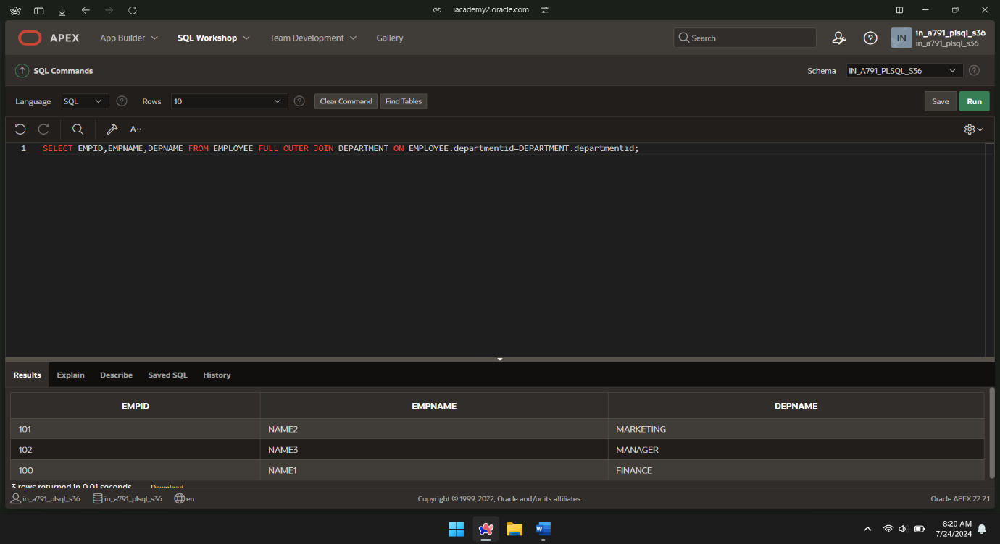 iacademy2.oracle.com
APEX App Builder SQL Workshop Team Development Gallery Search IN in_a791_plsql_s36
in_a791_plsql_s36
SQL Commands Schema IN_A791_PLSQL_S36
Language SQL Rows 10 Clear Command Find Tables Save Run
A::
1 SELECT EMPID,EMPNAME,DEPNAME FROM EMPLOYEE FULL OUTER JOIN DEPARTMENT ON EMPLOYEE.departmentid=DEPARTMENT.departmentid;
Results Explain Describe Saved SQL History
EMPID EMPNAME DEPNAME
101 NAME2 MARKETING
102 NAME3 MANAGER
100 NAME1 FINANCE
3 rows returned in 0.01 seconds Download
in_a791_plsql_s36 in_a791_plsql_s36 en Copyright © 1999, 2022, Oracle and/or its affiliates. Oracle APEX 22.2.1
8:20 AM
7/24/2024